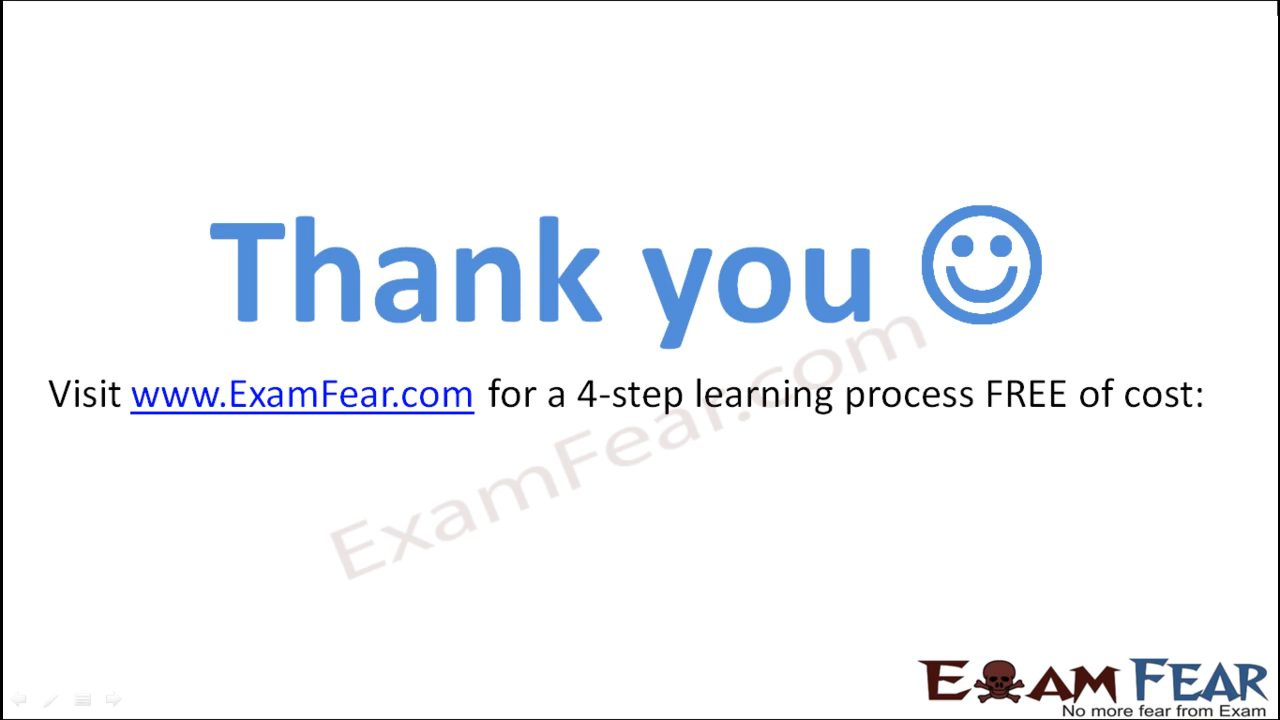 Thank you
Visit www.ExamFear.com for a 4-step learning process FREE of cost:
ExamFear.com
EXAM FEAR
No more fear from Exam